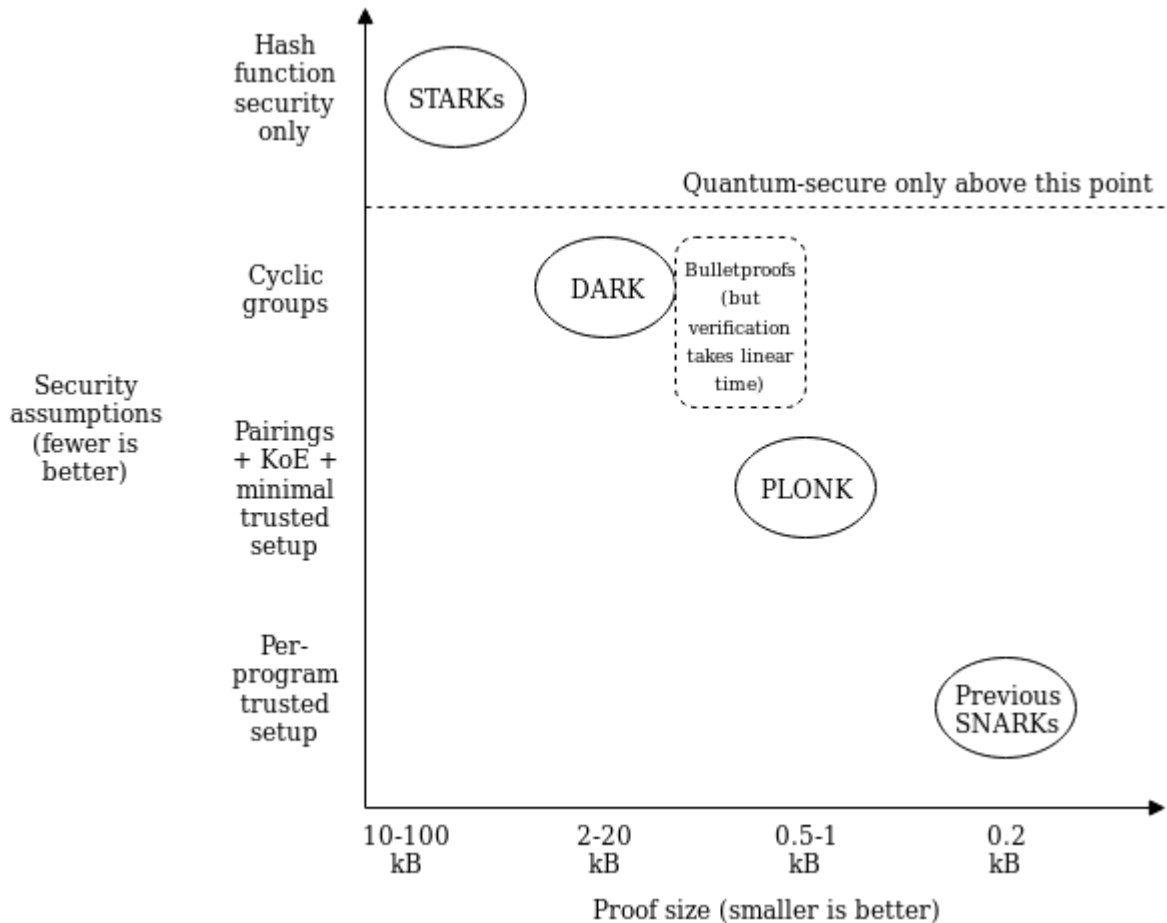 Hash
function
security
only
STARKs
Quantum-secure only above this point
Cyclic
groups
DARK
Bulletproofs
(but
verification
takes linear
time)
Security
assumptions
(fewer is
better)
Pairings
+ KoE +
minimal
trusted
setup
PLONK
Per-
program
trusted
setup
Previous
SNARKs
10-100
kB
2-20
kB
0.5-1
kB
0.2
kB
Proof size (smaller is better)